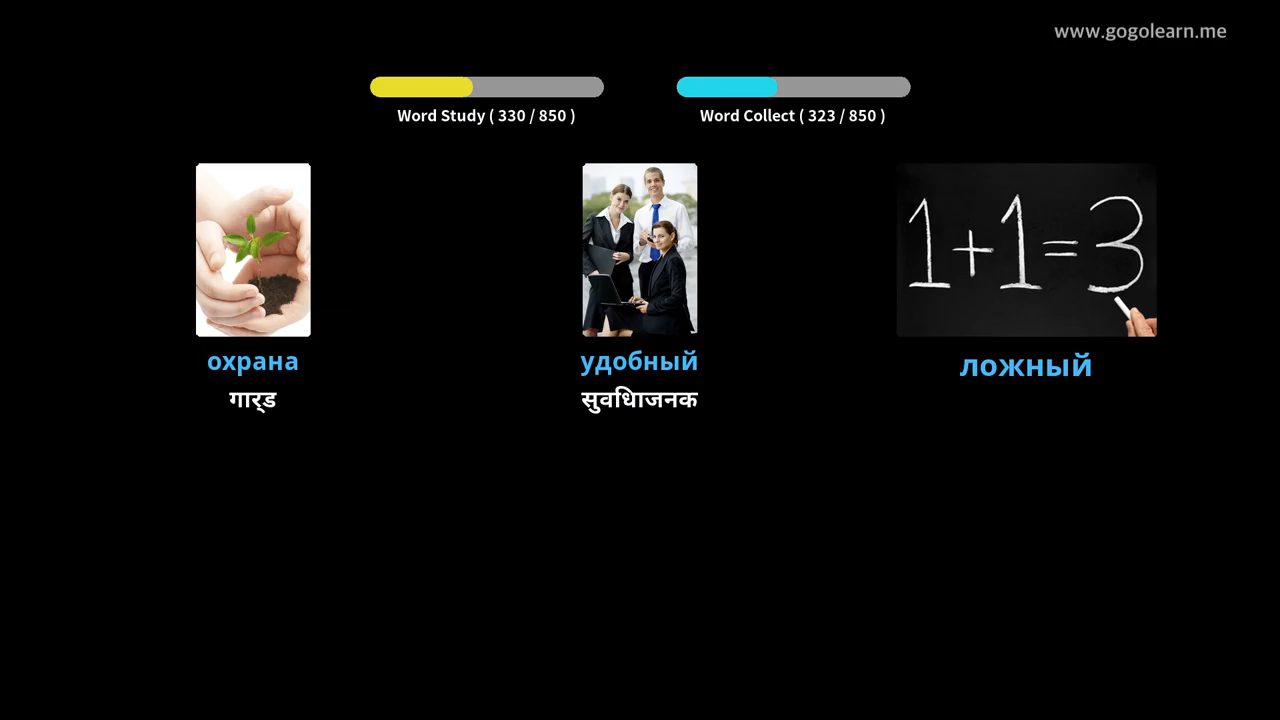 www.gogolearn.me
Word Study ( 330 / 850 )
Word Collect ( 323 / 850 )
1+1=3
охрана
удобный
ложный
गार्ड
सुविधाजनक